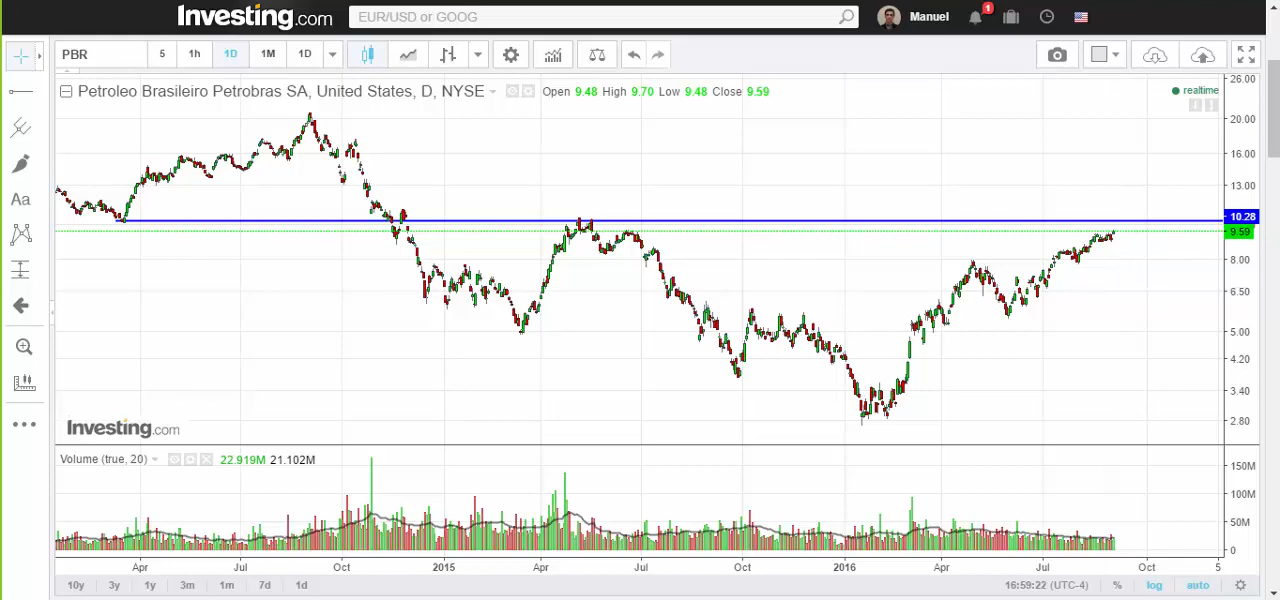 Investing.com EUR/USD or GOOG Manuel 1
PBR 5 1h 1D 1M 1D
Petroleo Brasileiro Petrobras SA, United States, D, NYSE Open 9.48 High 9.70 Low 9.48 Close 9.59
realtime
26.00
20.00
16.00
13.00
10.28
9.59
8.00
6.50
5.00
4.20
3.40
2.80
Aa
Investing.com
Volume (true, 20) 22.919M 21.102M
150M
100M
50M
0
Apr Jul Oct 2015 Apr Jul Oct 2016 Apr Jul Oct 5
10y 3y 1y 3m 1m 7d 1d 16:59:22 (UTC-4) % log auto